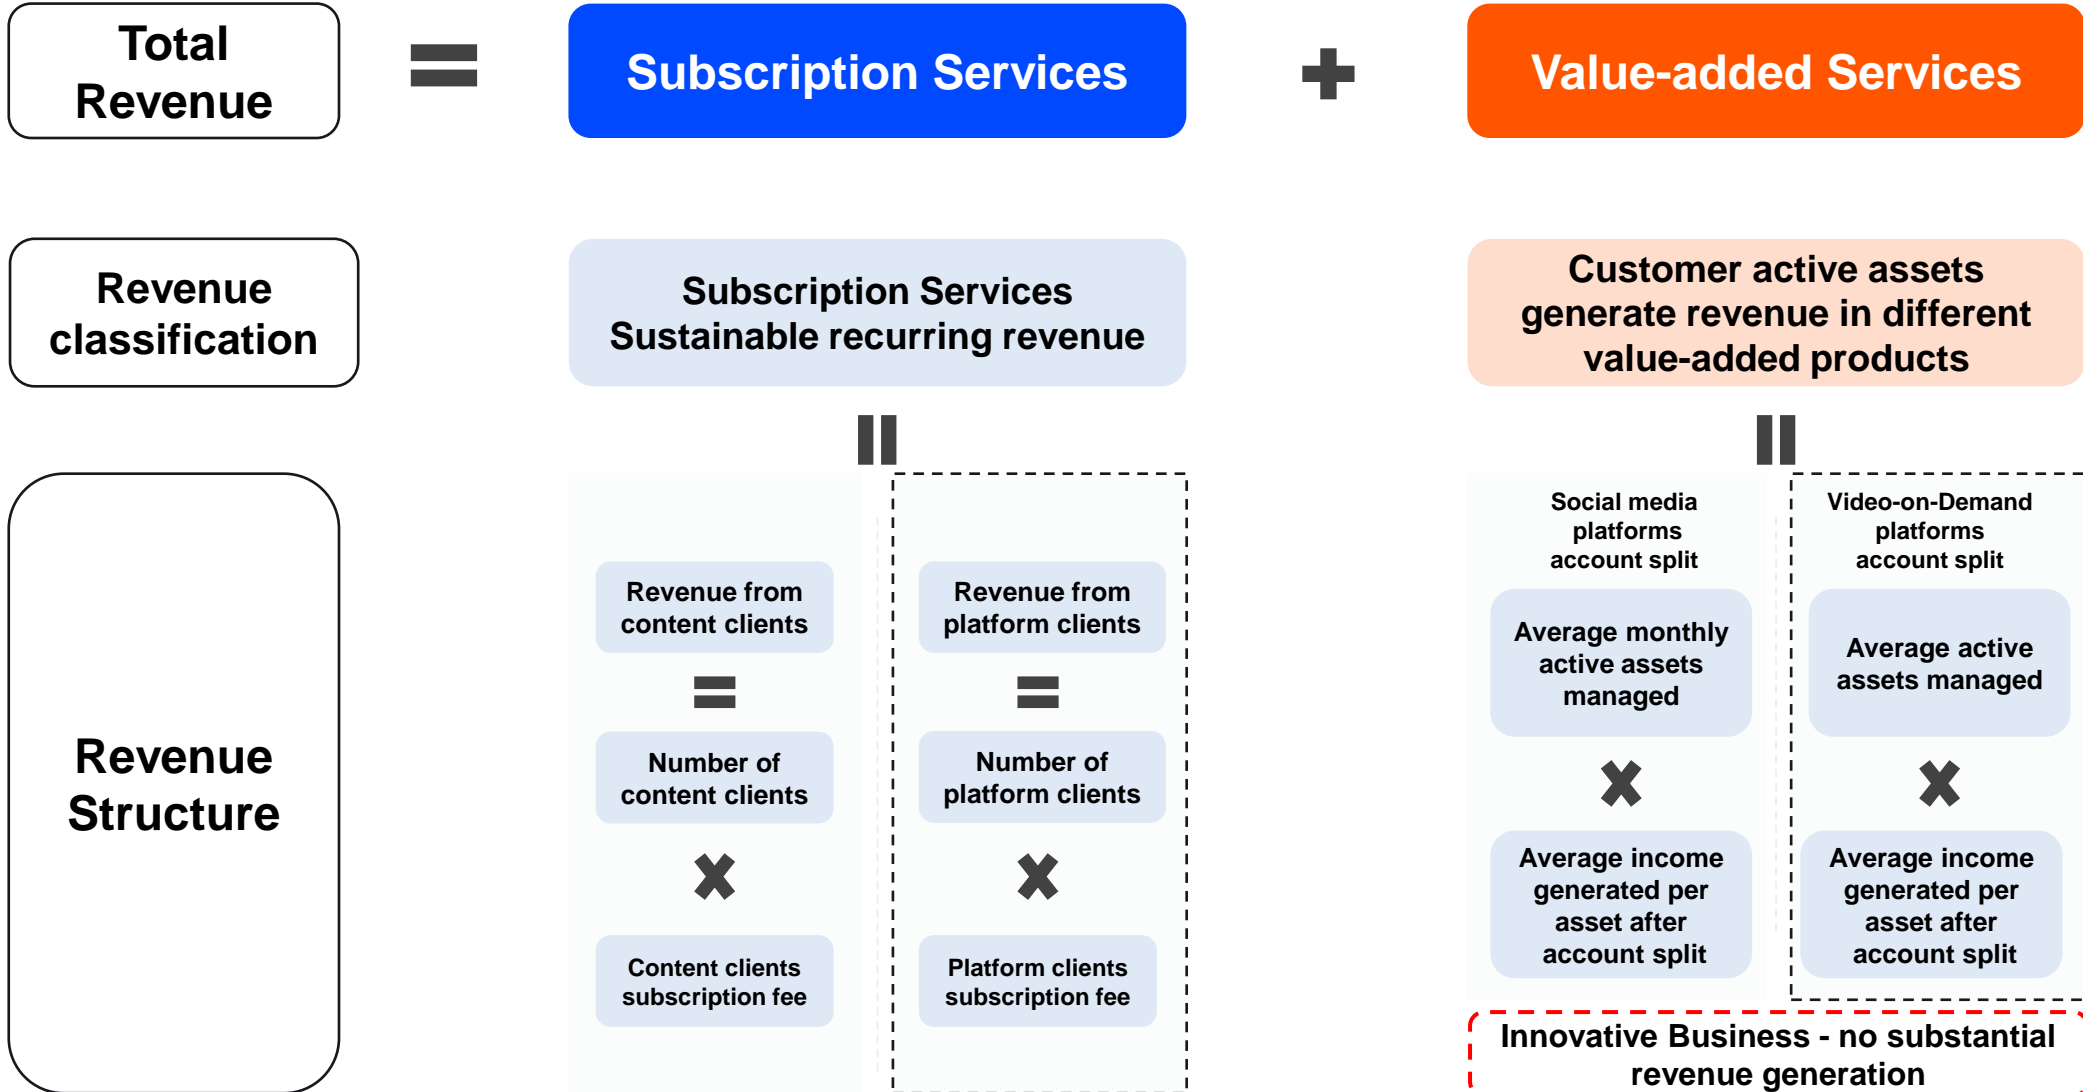 Total
Revenue
Subscription Services
Value-added Services
Revenue
classification
Subscription Services
Sustainable recurring revenue
Customer active assets
generate revenue in different
value-added products
Revenue
Structure
Revenue from
content clients
Number of
content clients
Content clients
subscription fee
Revenue from
platform clients
Number of
platform clients
Platform clients
subscription fee
Social media
platforms
account split
Average monthly
active assets
managed
Average income
generated per
asset after
account split
Video-on-Demand
platforms
account split
Average active
assets managed
Average income
generated per
asset after
account split
Innovative Business - no substantial
revenue generation